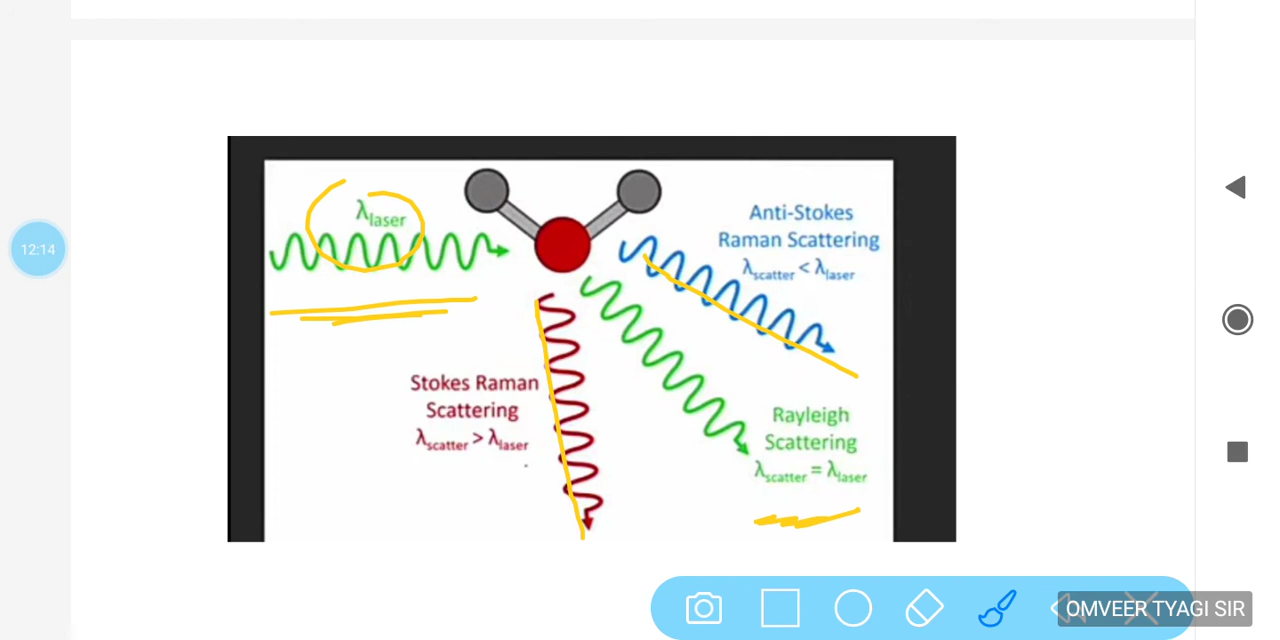 12:14
λlaser
Anti-Stokes
Raman Scattering
λscatter < λlaser
Stokes Raman
Scattering
λscatter > λlaser
Rayleigh
Scattering
λscatter = λlaser
OMVEER TYAGI SIR